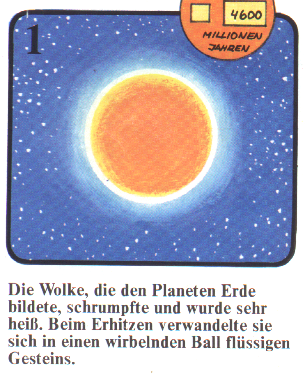 4600
MILLIONEN
JAHREN
1
Die Wolke, die den Planeten Erde
bildete, schrumpfte und wurde sehr
heiß. Beim Erhitzen verwandelte sie
sich in einen wirbelnden Ball flüssigen
Gesteins.